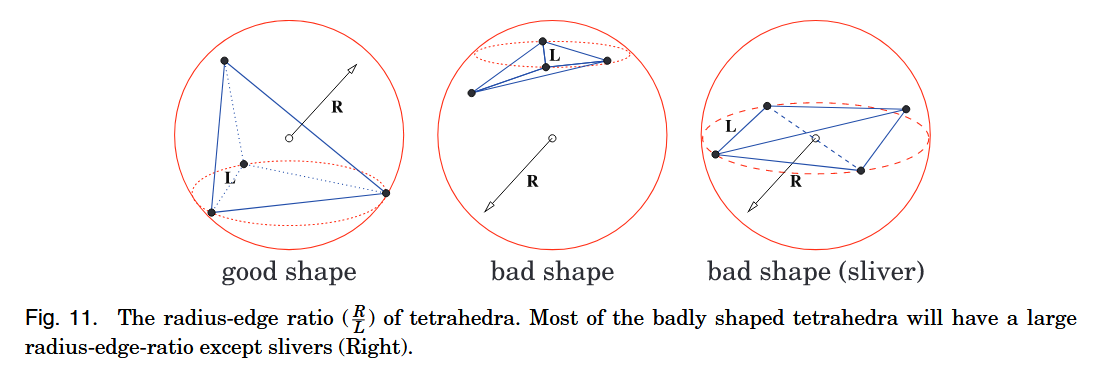 L
R
L
R
L
R
good shape
bad shape
bad shape (sliver)
Fig. 11. The radius-edge ratio (R/L) of tetrahedra. Most of the badly shaped tetrahedra will have a large
radius-edge-ratio except slivers (Right).